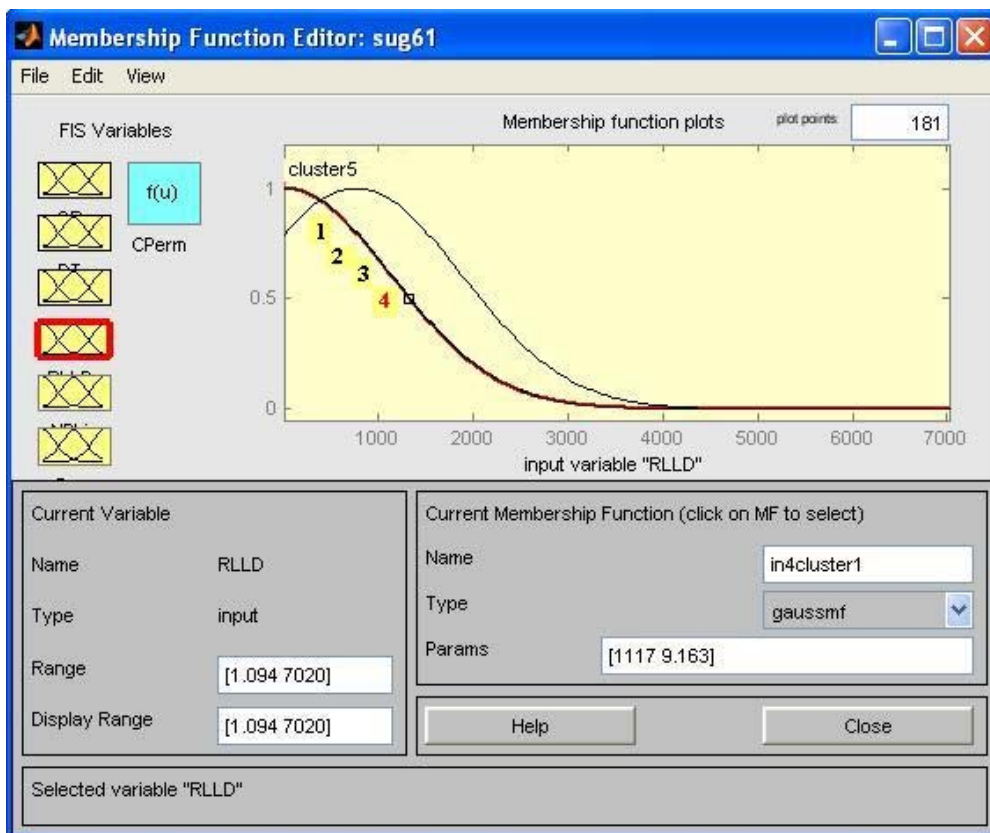 Membership Function Editor: sug61
File Edit View
FIS Variables
f(u)
CPerm
RLLD
Membership function plots
plot points:
181
cluster5
1
0.5
0
1
2
3
4
1000 2000 3000 4000 5000 6000 7000
input variable "RLLD"
Current Variable
Name RLLD
Type input
Range [1.094 7020]
Display Range [1.094 7020]
Current Membership Function (click on MF to select)
Name in4cluster1
Type gaussmf
Params [1117 9.163]
Help Close
Selected variable "RLLD"